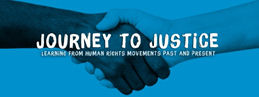 JOURNEY TO JUSTICE
LEARNING FROM HUMAN RIGHTS MOVEMENTS PAST AND PRESENT